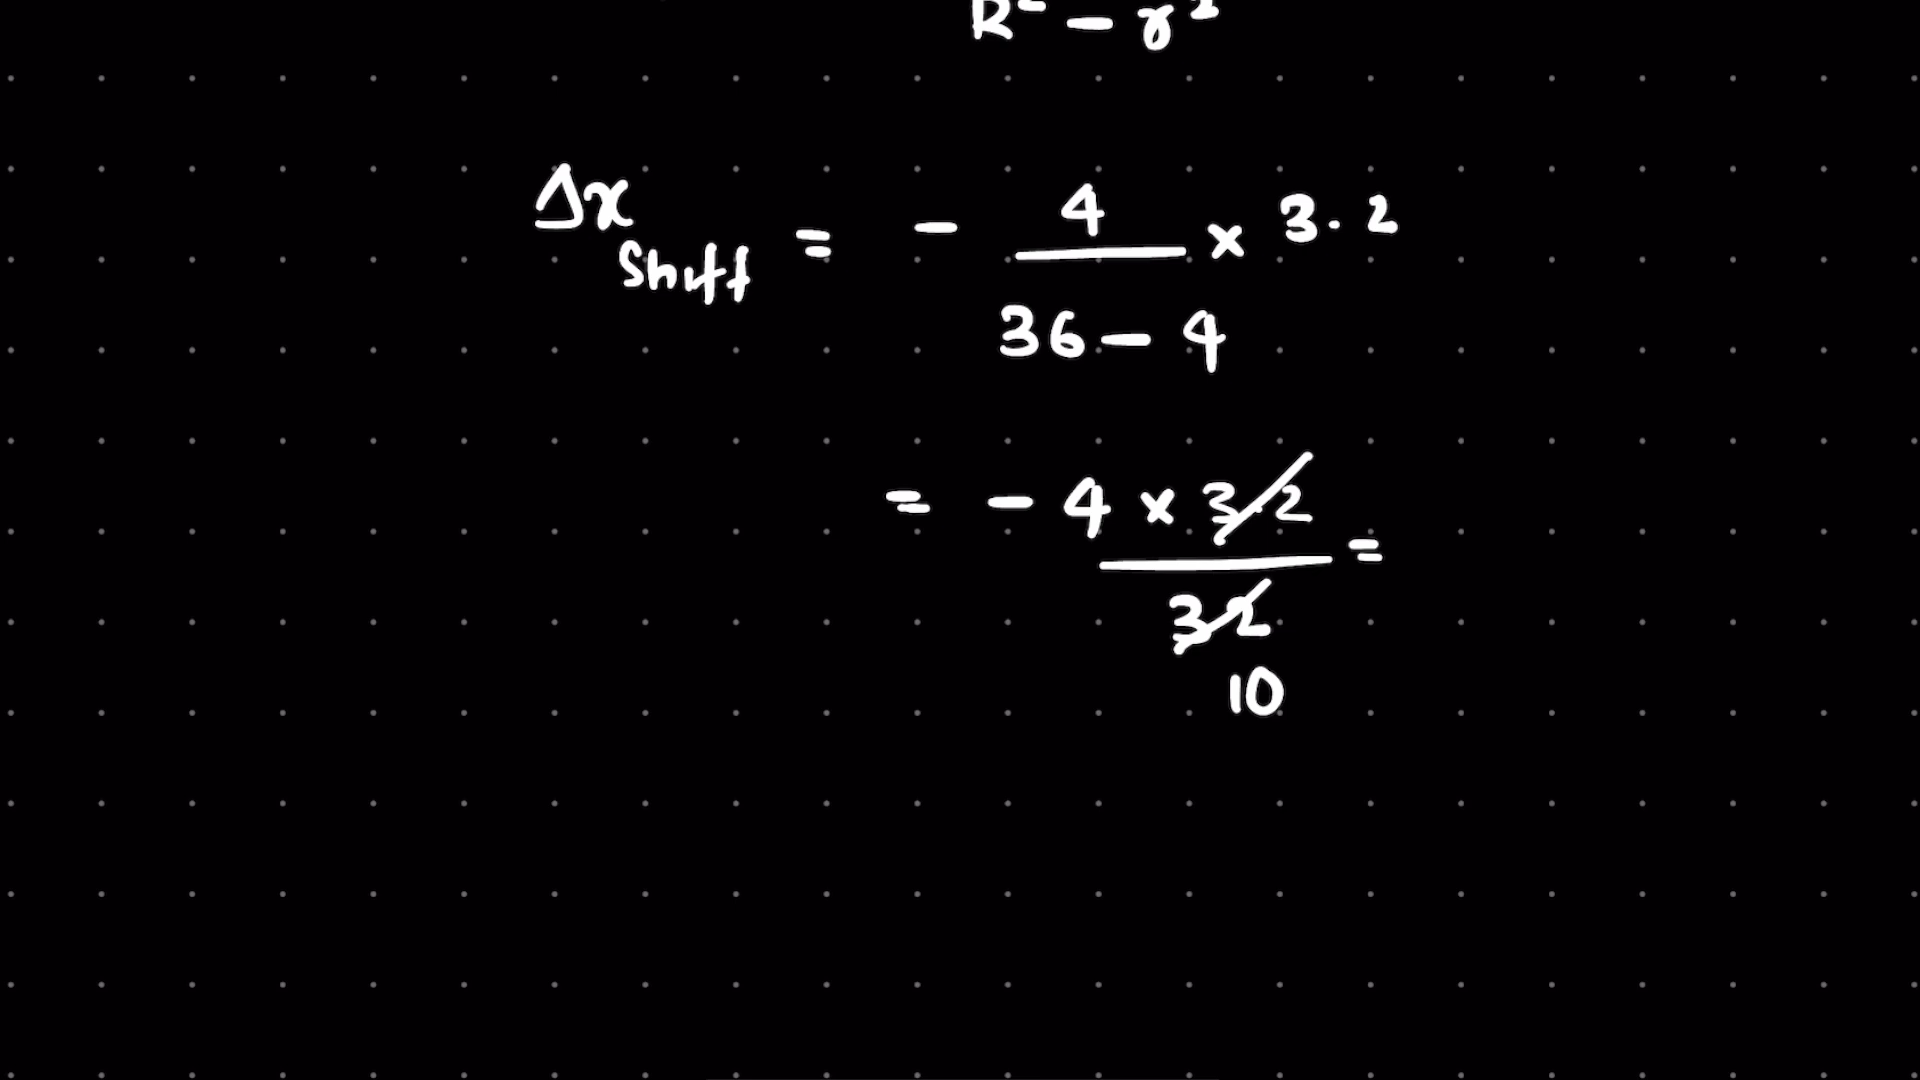 R² - r²
Δx shift = - 4/(36 - 4) × 3.2
= - 4 × 3.2 / 32 =
10